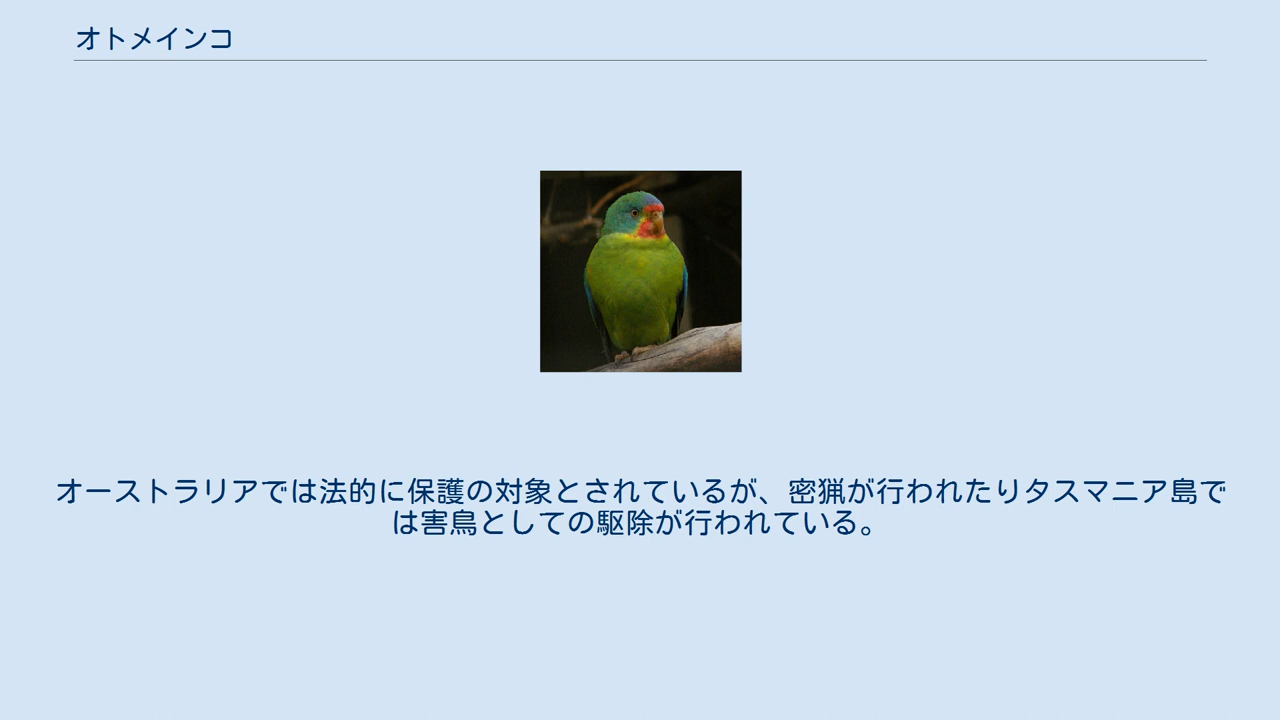 オトメインコ
オーストラリアでは法的に保護の対象とされているが、密猟が行われたりタスマニア島で
は害鳥としての駆除が行われている。